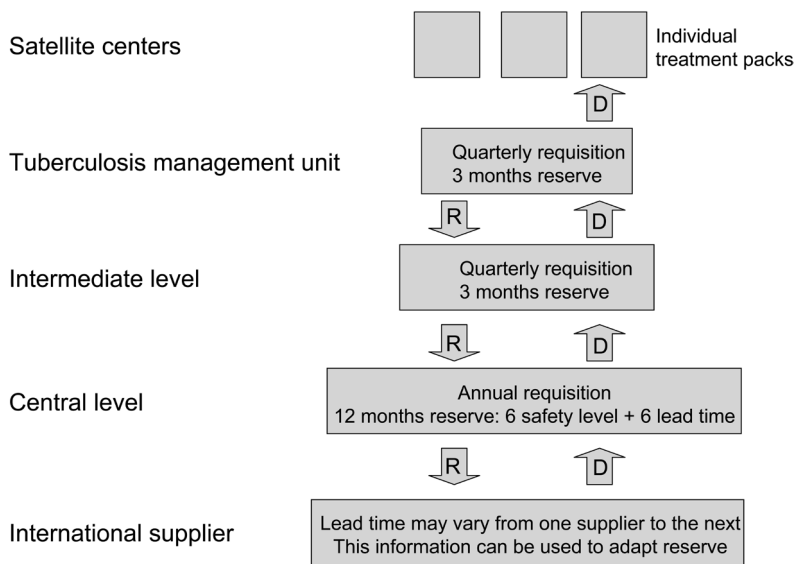 Satellite centers
Individual
treatment packs
D
Tuberculosis management unit
Quarterly requisition
3 months reserve
R
D
Intermediate level
Quarterly requisition
3 months reserve
R
D
Central level
Annual requisition
12 months reserve: 6 safety level + 6 lead time
R
D
International supplier
Lead time may vary from one supplier to the next
This information can be used to adapt reserve